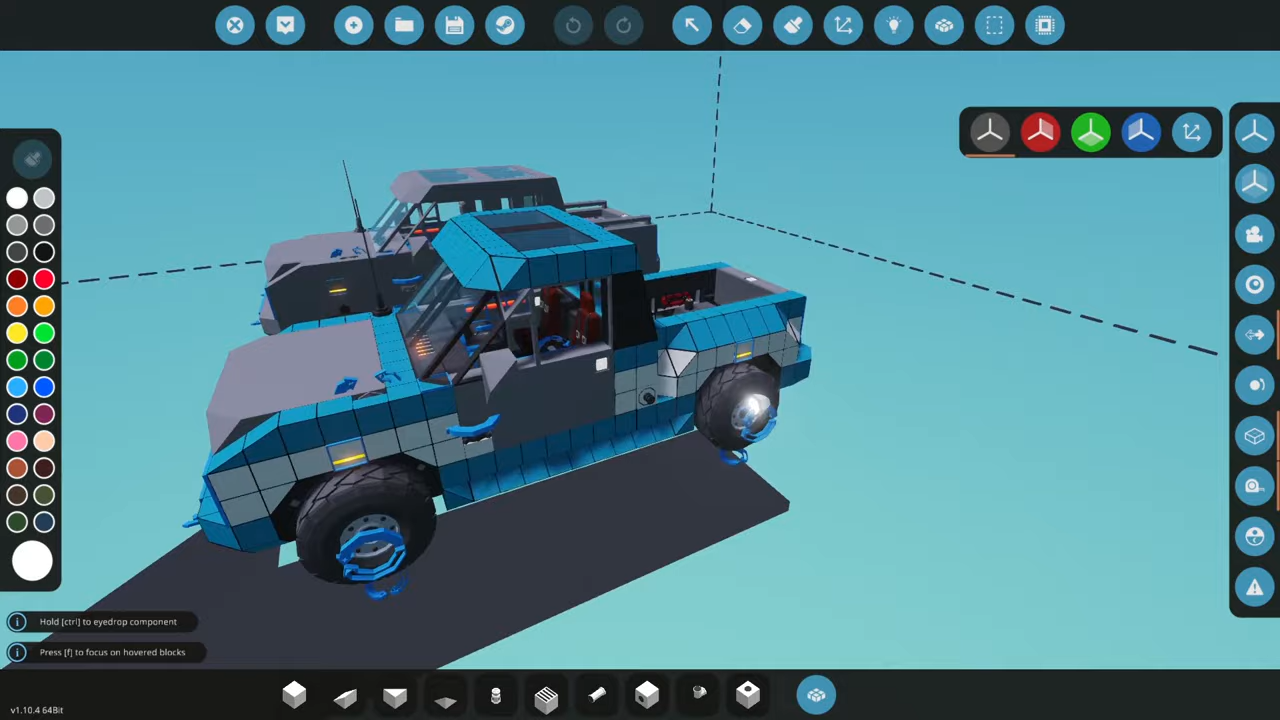 Hold [ctrl] to eyedrop component
Press [f] to focus on hovered blocks
v1.10.4 64Bit